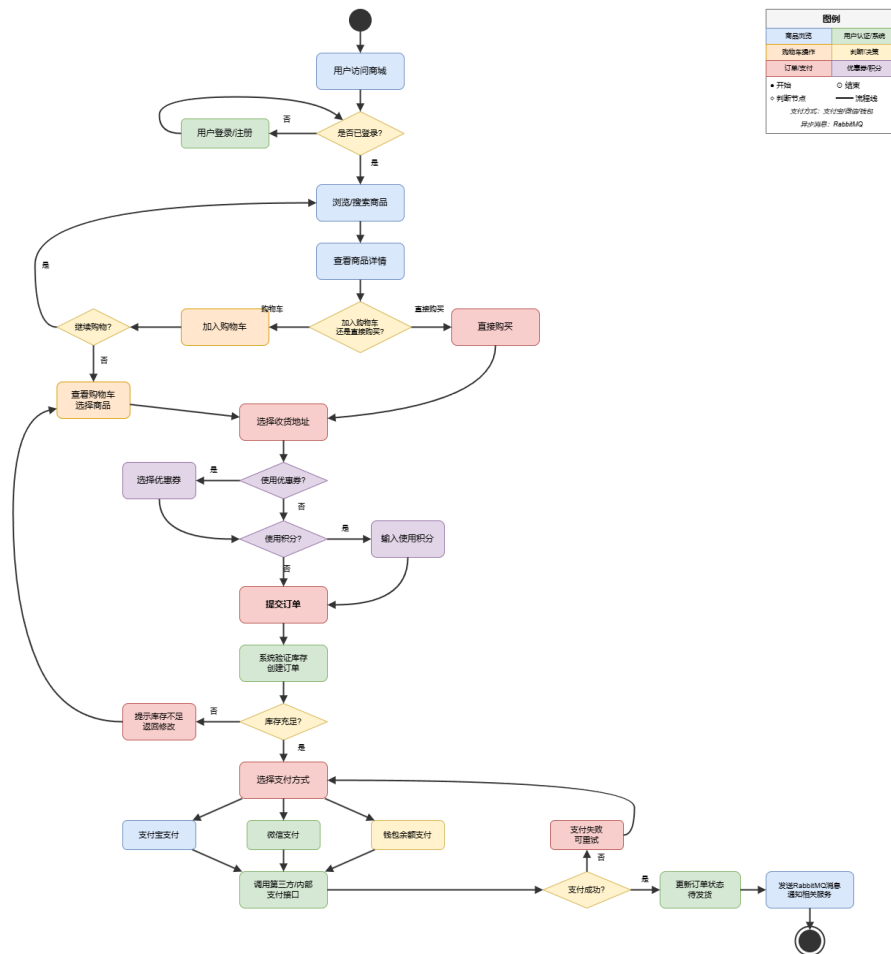 图例
商品浏览
用户认证/系统
购物车操作
判断/决策
订单/支付
优惠券/积分
开始
结束
判断节点
流程线
支付方式：支付宝/微信/钱包
异步消息：RabbitMQ
用户访问商城
否
用户登录/注册
是否已登录?
是
浏览/搜索商品
查看商品详情
是
购物车
直接购买
继续购物?
加入购物车
加入购物车
还是直接购买?
直接购买
否
查看购物车
选择商品
选择收货地址
是
选择优惠券
使用优惠券?
否
使用积分?
是
输入使用积分
否
提交订单
系统验证库存
创建订单
提示库存不足
返回修改
否
库存充足?
是
选择支付方式
支付宝支付
微信支付
钱包余额支付
支付失败
可重试
否
调用第三方/内部
支付接口
支付成功?
是
更新订单状态
待发货
发送RabbitMQ消息
通知相关服务